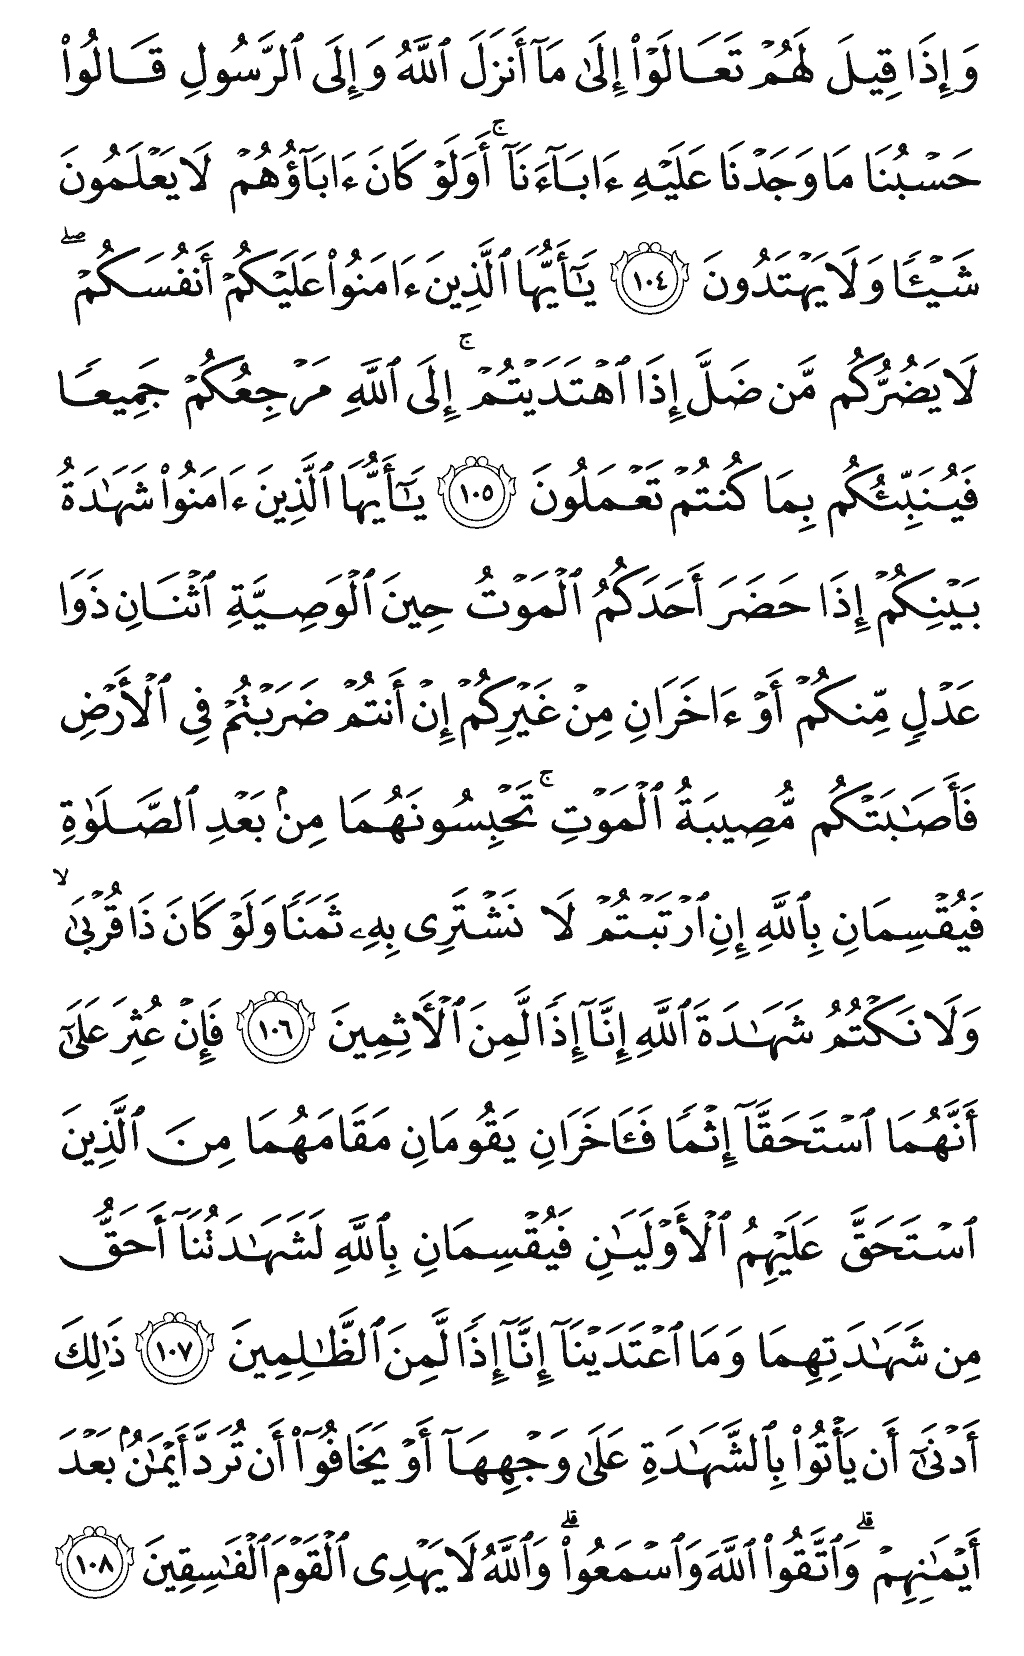 وَإِذَا قِيلَ لَهُمْ تَعَالَوْا۟ إِلَىٰ مَآ أَنزَلَ ٱللَّهُ وَإِلَى ٱلرَّسُولِ قَالُوا۟
حَسْبُنَا مَا وَجَدْنَا عَلَيْهِ ءَابَآءَنَآ ۚ أَوَلَوْ كَانَ ءَابَآؤُهُمْ لَا يَعْلَمُونَ
شَيْـًٔا وَلَا يَهْتَدُونَ ١٠٤ يَـٰٓأَيُّهَا ٱلَّذِينَ ءَامَنُوا۟ عَلَيْكُمْ أَنفُسَكُمْ ۖ
لَا يَضُرُّكُم مَّن ضَلَّ إِذَا ٱهْتَدَيْتُمْ ۚ إِلَى ٱللَّهِ مَرْجِعُكُمْ جَمِيعًا
فَيُنَبِّئُكُم بِمَا كُنتُمْ تَعْمَلُونَ ١٠٥ يَـٰٓأَيُّهَا ٱلَّذِينَ ءَامَنُوا۟ شَهَـٰدَةُ
بَيْنِكُمْ إِذَا حَضَرَ أَحَدَكُمُ ٱلْمَوْتُ حِينَ ٱلْوَصِيَّةِ ٱثْنَانِ ذَوَا
عَدْلٍ مِّنكُمْ أَوْ ءَاخَرَانِ مِنْ غَيْرِكُمْ إِنْ أَنتُمْ ضَرَبْتُمْ فِى ٱلْأَرْضِ
فَأَصَـٰبَتْكُم مُّصِيبَةُ ٱلْمَوْتِ ۚ تَحْبِسُونَهُمَا مِنۢ بَعْدِ ٱلصَّلَوٰةِ
فَيُقْسِمَانِ بِٱللَّهِ إِنِ ٱرْتَبْتُمْ لَا نَشْتَرِى بِهِۦ ثَمَنًا وَلَوْ كَانَ ذَا قُرْبَىٰ ۙ
وَلَا نَكْتُمُ شَهَـٰدَةَ ٱللَّهِ إِنَّآ إِذًا لَّمِنَ ٱلْـَٔاثِمِينَ ١٠٦ فَإِنْ عُثِرَ عَلَىٰٓ
أَنَّهُمَا ٱسْتَحَقَّآ إِثْمًا فَـَٔاخَرَانِ يَقُومَانِ مَقَامَهُمَا مِنَ ٱلَّذِينَ
ٱسْتَحَقَّ عَلَيْهِمُ ٱلْأَوْلَيَـٰنِ فَيُقْسِمَانِ بِٱللَّهِ لَشَهَـٰدَتُنَآ أَحَقُّ
مِن شَهَـٰدَتِهِمَا وَمَا ٱعْتَدَيْنَآ إِنَّآ إِذًا لَّمِنَ ٱلظَّـٰلِمِينَ ١٠٧ ذَٰلِكَ
أَدْنَىٰٓ أَن يَأْتُوا۟ بِٱلشَّهَـٰدَةِ عَلَىٰ وَجْهِهَآ أَوْ يَخَافُوٓا۟ أَن تُرَدَّ أَيْمَـٰنٌۢ بَعْدَ
أَيْمَـٰنِهِمْ ۗ وَٱتَّقُوا۟ ٱللَّهَ وَٱسْمَعُوا۟ ۗ وَٱللَّهُ لَا يَهْدِى ٱلْقَوْمَ ٱلْفَـٰسِقِينَ ١٠٨